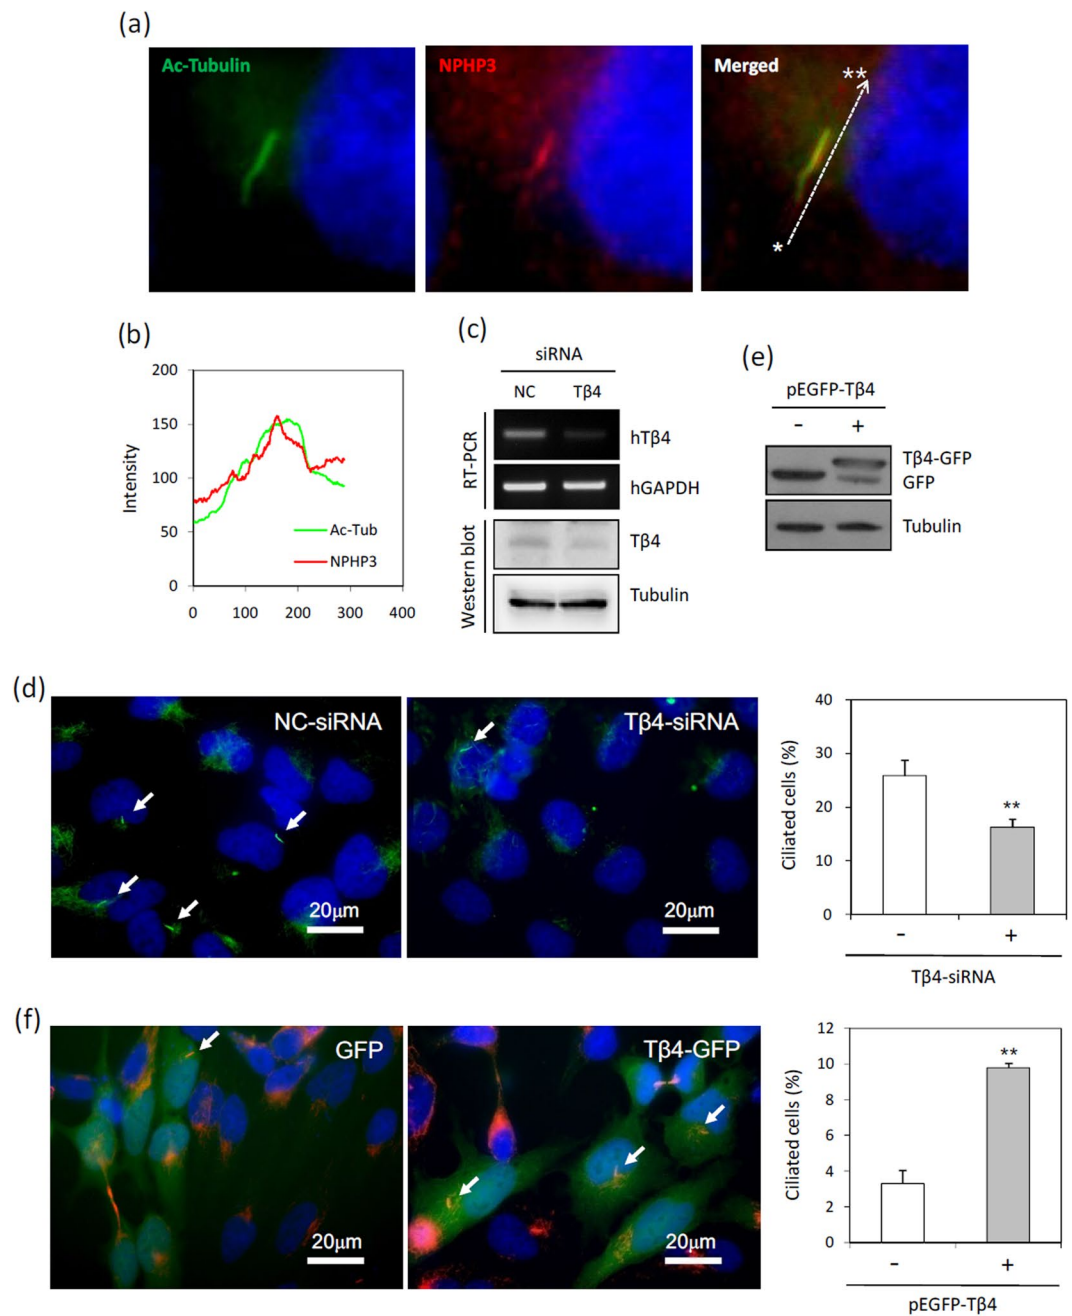 (a)
Ac-Tubulin
NPHP3
Merged
**
*
(b)
200
150
100
50
0
Intensity
Ac-Tub
NPHP3
0 100 200 300 400
(c)
siRNA
NC Tβ4
RT-PCR
hTβ4
hGAPDH
Western blot
Tβ4
Tubulin
(e)
pEGFP-Tβ4
- +
Tβ4-GFP
GFP
Tubulin
(d)
NC-siRNA
20μm
Tβ4-siRNA
20μm
Ciliated cells (%)
40
30
20
10
0
**
- +
Tβ4-siRNA
(f)
GFP
20μm
Tβ4-GFP
20μm
Ciliated cells (%)
12
10
8
6
4
2
0
**
- +
pEGFP-Tβ4